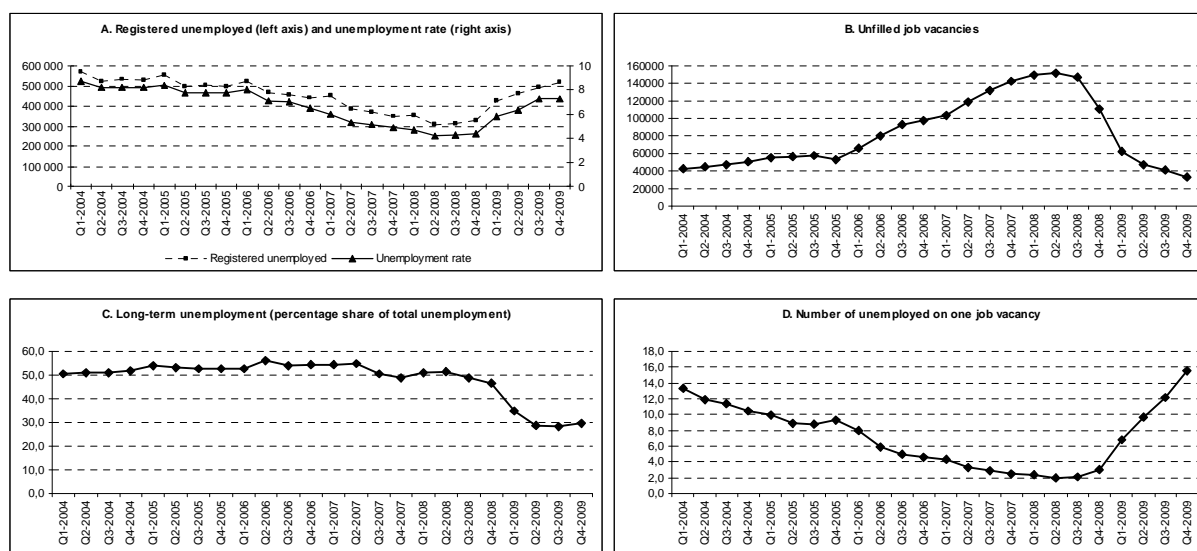 A. Registered unemployed (left axis) and unemployment rate (right axis)
600 000
500 000
400 000
300 000
200 000
100 000
0
10
8
6
4
2
0
Q1-2004
Q2-2004
Q3-2004
Q4-2004
Q1-2005
Q2-2005
Q3-2005
Q4-2005
Q1-2006
Q2-2006
Q3-2006
Q4-2006
Q1-2007
Q2-2007
Q3-2007
Q4-2007
Q1-2008
Q2-2008
Q3-2008
Q4-2008
Q1-2009
Q2-2009
Q3-2009
Q4-2009
Registered unemployed
Unemployment rate
B. Unfilled job vacancies
160000
140000
120000
100000
80000
60000
40000
20000
0
Q1-2004
Q2-2004
Q3-2004
Q4-2004
Q1-2005
Q2-2005
Q3-2005
Q4-2005
Q1-2006
Q2-2006
Q3-2006
Q4-2006
Q1-2007
Q2-2007
Q3-2007
Q4-2007
Q1-2008
Q2-2008
Q3-2008
Q4-2008
Q1-2009
Q2-2009
Q3-2009
Q4-2009
C. Long-term unemployment (percentage share of total unemployment)
60,0
50,0
40,0
30,0
20,0
10,0
0,0
Q1-2004
Q2-2004
Q3-2004
Q4-2004
Q1-2005
Q2-2005
Q3-2005
Q4-2005
Q1-2006
Q2-2006
Q3-2006
Q4-2006
Q1-2007
Q2-2007
Q3-2007
Q4-2007
Q1-2008
Q2-2008
Q3-2008
Q4-2008
Q1-2009
Q2-2009
Q3-2009
Q4-2009
D. Number of unemployed on one job vacancy
18,0
16,0
14,0
12,0
10,0
8,0
6,0
4,0
2,0
0,0
Q1-2004
Q2-2004
Q3-2004
Q4-2004
Q1-2005
Q2-2005
Q3-2005
Q4-2005
Q1-2006
Q2-2006
Q3-2006
Q4-2006
Q1-2007
Q2-2007
Q3-2007
Q4-2007
Q1-2008
Q2-2008
Q3-2008
Q4-2008
Q1-2009
Q2-2009
Q3-2009
Q4-2009